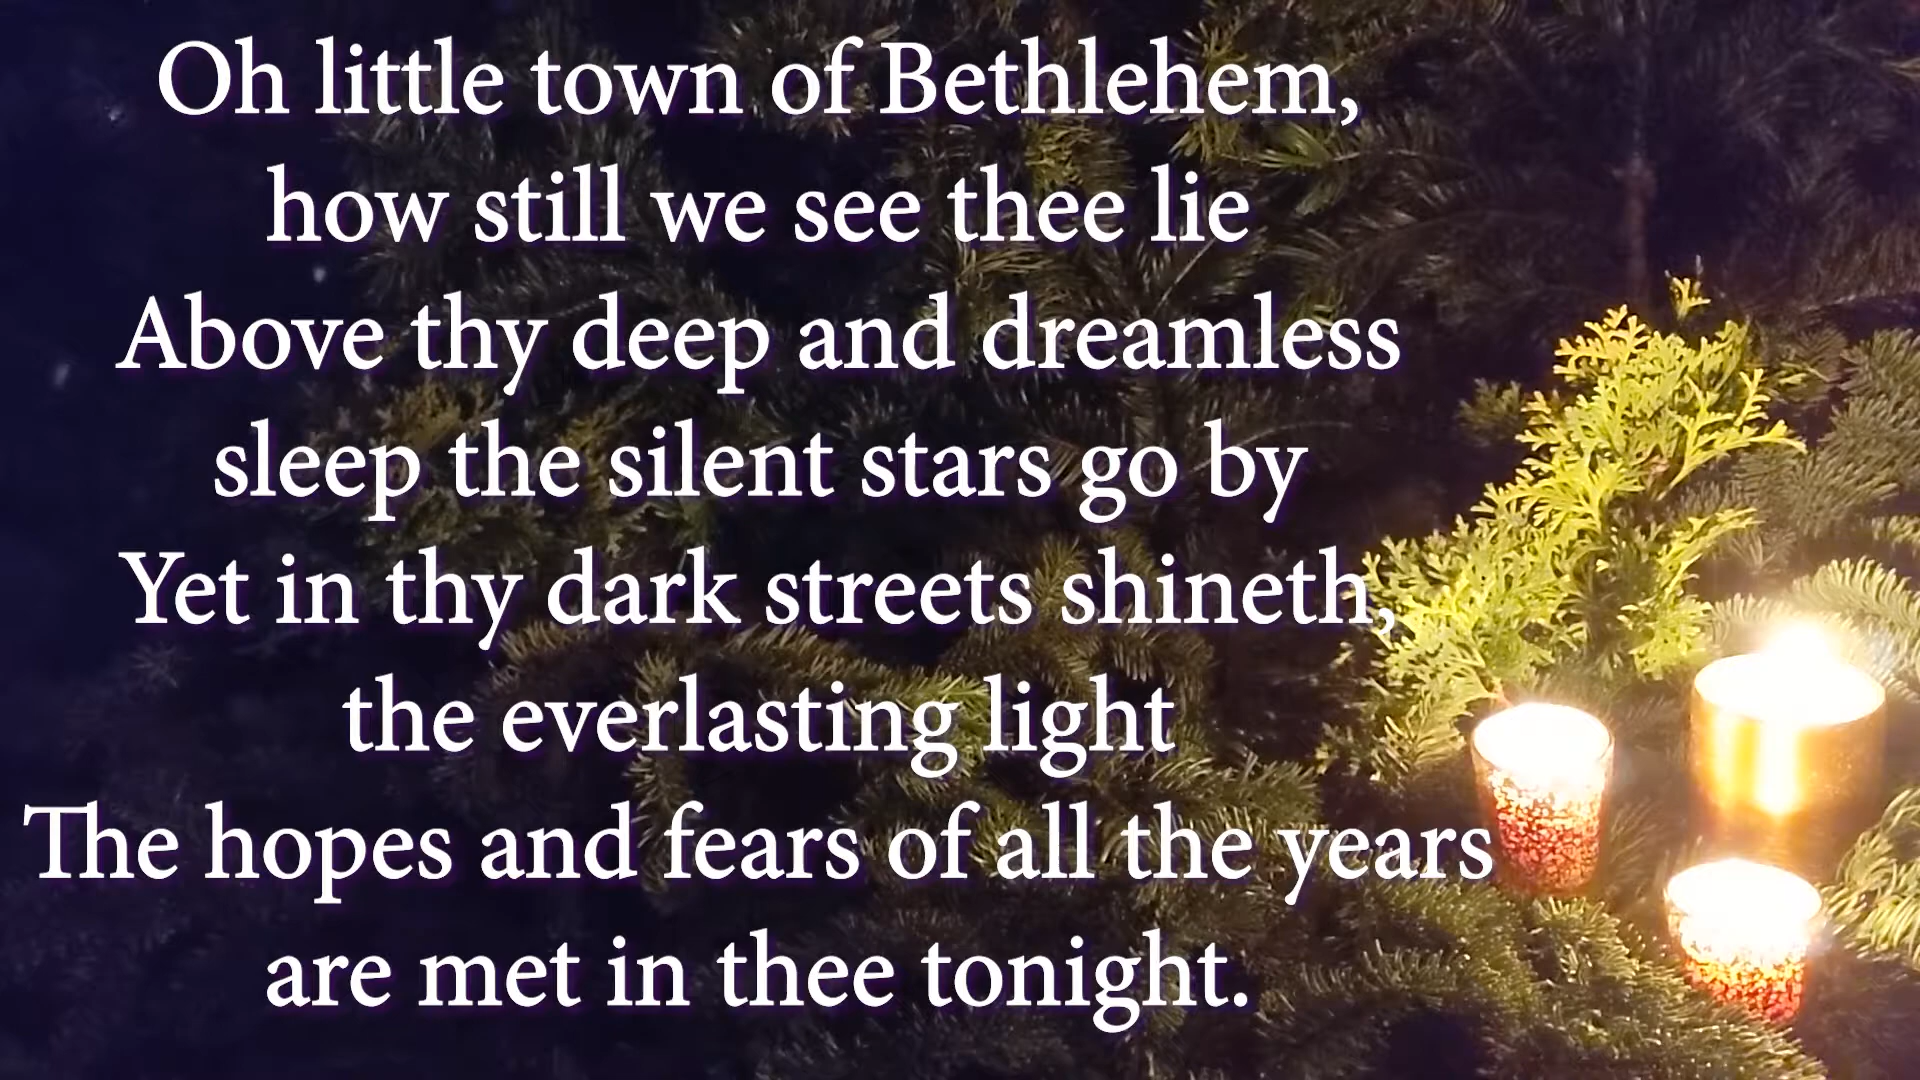 Oh little town of Bethlehem,
how still we see thee lie
Above thy deep and dreamless
sleep the silent stars go by
Yet in thy dark streets shineth,
the everlasting light
The hopes and fears of all the years
are met in thee tonight.